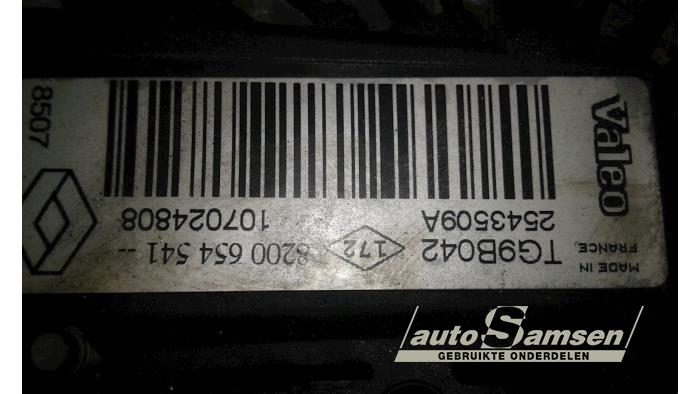 Valeo
MADE IN
FRANCE
TG9B042
172
8200 654 541 --
2543509A
107024808
8507
autoSamsen
GEBRUIKTE ONDERDELEN